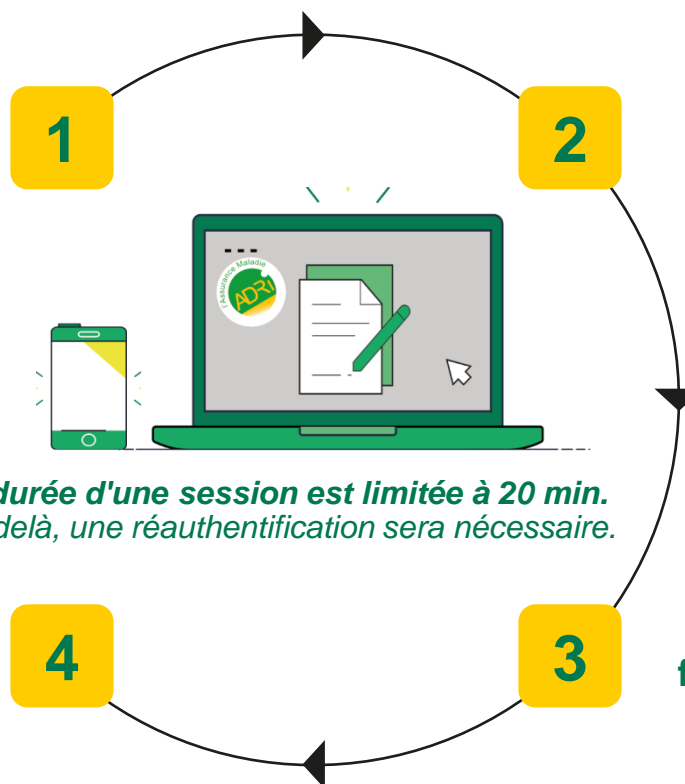 1
2
l'Assurance Maladie
ADRi
durée d'une session est limitée à 20 min.
delà, une réauthentification sera nécessaire.
4
3
f